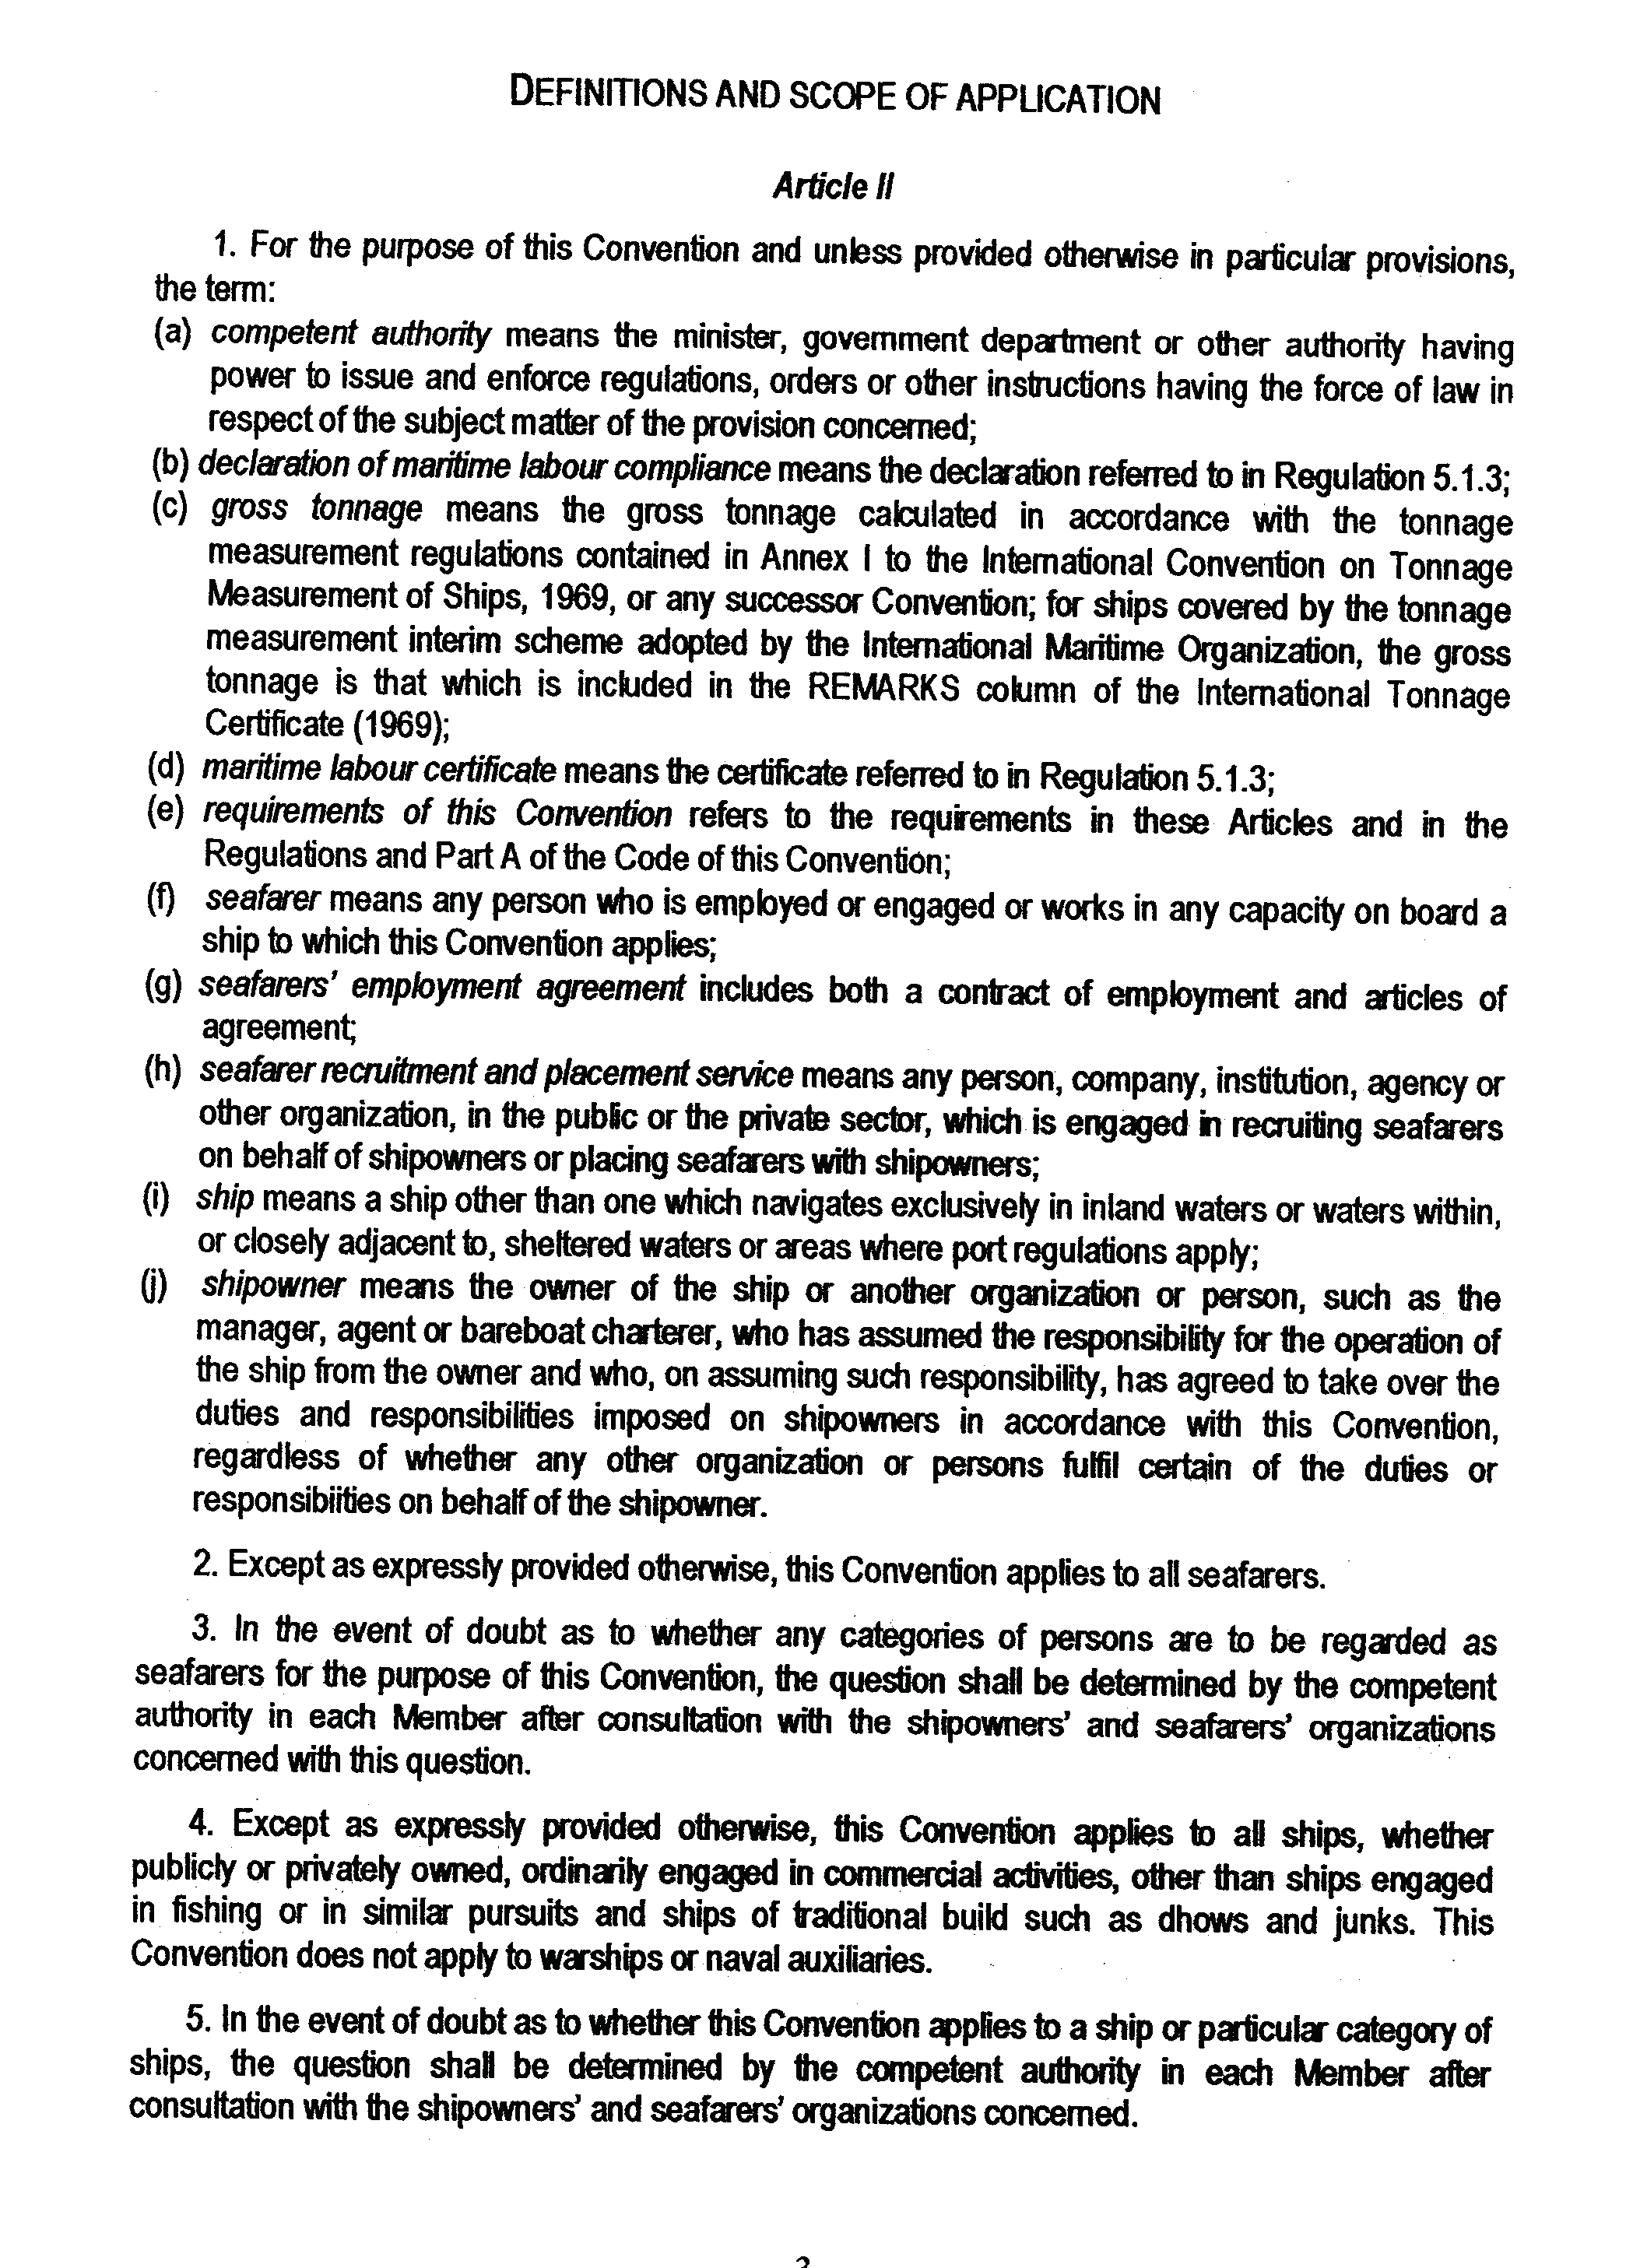 DEFINITIONS AND SCOPE OF APPLICATION
Article II
1. For the purpose of this Convention and unless provided otherwise in particular provisions,
the term:
(a) competent authority means the minister, government department or other authority having
power to issue and enforce regulations, orders or other instructions having the force of law in
respect of the subject matter of the provision concerned;
(b) declaration of maritime labour compliance means the declaration referred to in Regulation 5.1.3;
(c) gross tonnage means the gross tonnage calculated in accordance with the tonnage
measurement regulations contained in Annex I to the International Convention on Tonnage
Measurement of Ships, 1969, or any successor Convention; for ships covered by the tonnage
measurement interim scheme adopted by the International Maritime Organization, the gross
tonnage is that which is included in the REMARKS column of the International Tonnage
Certificate (1969);
(d) maritime labour certificate means the certificate referred to in Regulation 5.1.3;
(e) requirements of this Convention refers to the requirements in these Articles and in the
Regulations and Part A of the Code of this Convention;
(f) seafarer means any person who is employed or engaged or works in any capacity on board a
ship to which this Convention applies;
(g) seafarers' employment agreement includes both a contract of employment and articles of
agreement;
(h) seafarer recruitment and placement service means any person, company, institution, agency or
other organization, in the public or the private sector, which is engaged in recruiting seafarers
on behalf of shipowners or placing seafarers with shipowners;
(i) ship means a ship other than one which navigates exclusively in inland waters or waters within,
or closely adjacent to, sheltered waters or areas where port regulations apply;
(j) shipowner means the owner of the ship or another organization or person, such as the
manager, agent or bareboat charterer, who has assumed the responsibility for the operation of
the ship from the owner and who, on assuming such responsibility, has agreed to take over the
duties and responsibilities imposed on shipowners in accordance with this Convention,
regardless of whether any other organization or persons fulfil certain of the duties or
responsibiities on behalf of the shipowner.
2. Except as expressly provided otherwise, this Convention applies to all seafarers.
3. In the event of doubt as to whether any categories of persons are to be regarded as
seafarers for the purpose of this Convention, the question shall be determined by the competent
authority in each Member after consultation with the shipowners' and seafarers' organizations
concerned with this question.
4. Except as expressly provided otherwise, this Convention applies to all ships, whether
publicly or privately owned, ordinarily engaged in commercial activities, other than ships engaged
in fishing or in similar pursuits and ships of traditional build such as dhows and junks. This
Convention does not apply to warships or naval auxiliaries.
5. In the event of doubt as to whether this Convention applies to a ship or particular category of
ships, the question shall be determined by the competent authority in each Member after
consultation with the shipowners' and seafarers' organizations concerned.